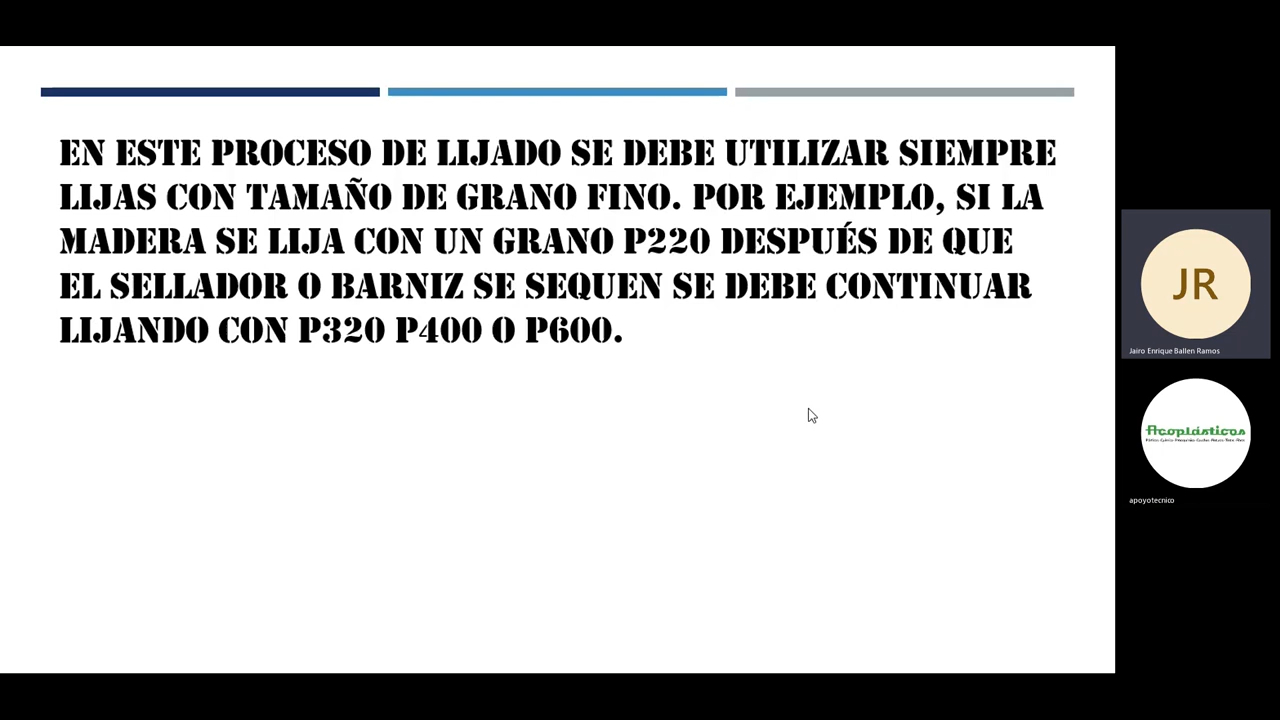 EN ESTE PROCESO DE LIJADO SE DEBE UTILIZAR SIEMPRE
LIJAS CON TAMAÑO DE GRANO FINO. POR EJEMPLO, SI LA
MADERA SE LIJA CON UN GRANO P220 DESPUÉS DE QUE
EL SELLADOR O BARNIZ SE SEQUEN SE DEBE CONTINUAR
LIJANDO CON P320 P400 O P600.
JR
Jairo Enrique Ballen Ramos
Acoplásticos
apoyotecnico